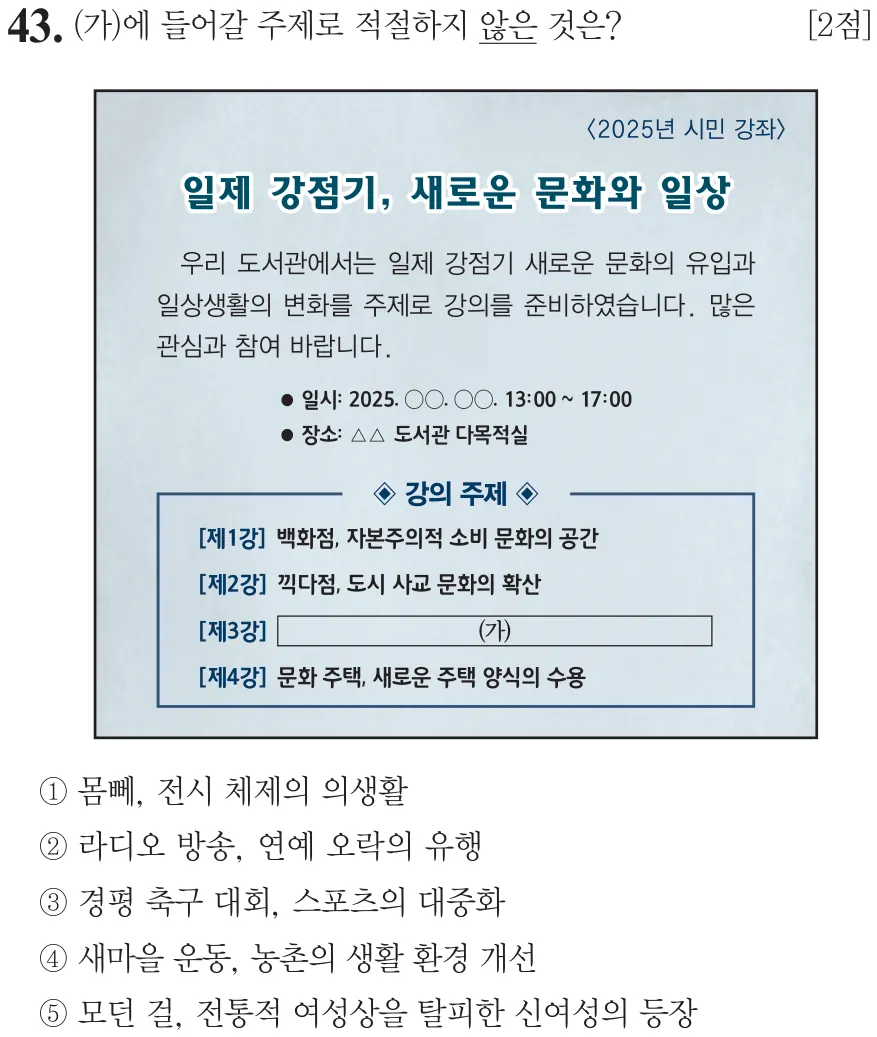 43. (가)에 들어갈 주제로 적절하지 않은 것은? [2점]
〈2025년 시민 강좌〉
일제 강점기, 새로운 문화와 일상
우리 도서관에서는 일제 강점기 새로운 문화의 유입과
일상생활의 변화를 주제로 강의를 준비하였습니다. 많은
관심과 참여 바랍니다.
● 일시: 2025. ○○. ○○. 13:00 ~ 17:00
● 장소: △△ 도서관 다목적실
◈ 강의 주제 ◈
[제1강] 백화점, 자본주의적 소비 문화의 공간
[제2강] 끽다점, 도시 사교 문화의 확산
[제3강] (가)
[제4강] 문화 주택, 새로운 주택 양식의 수용
① 몸뻬, 전시 체제의 의생활
② 라디오 방송, 연예 오락의 유행
③ 경평 축구 대회, 스포츠의 대중화
④ 새마을 운동, 농촌의 생활 환경 개선
⑤ 모던 걸, 전통적 여성상을 탈피한 신여성의 등장